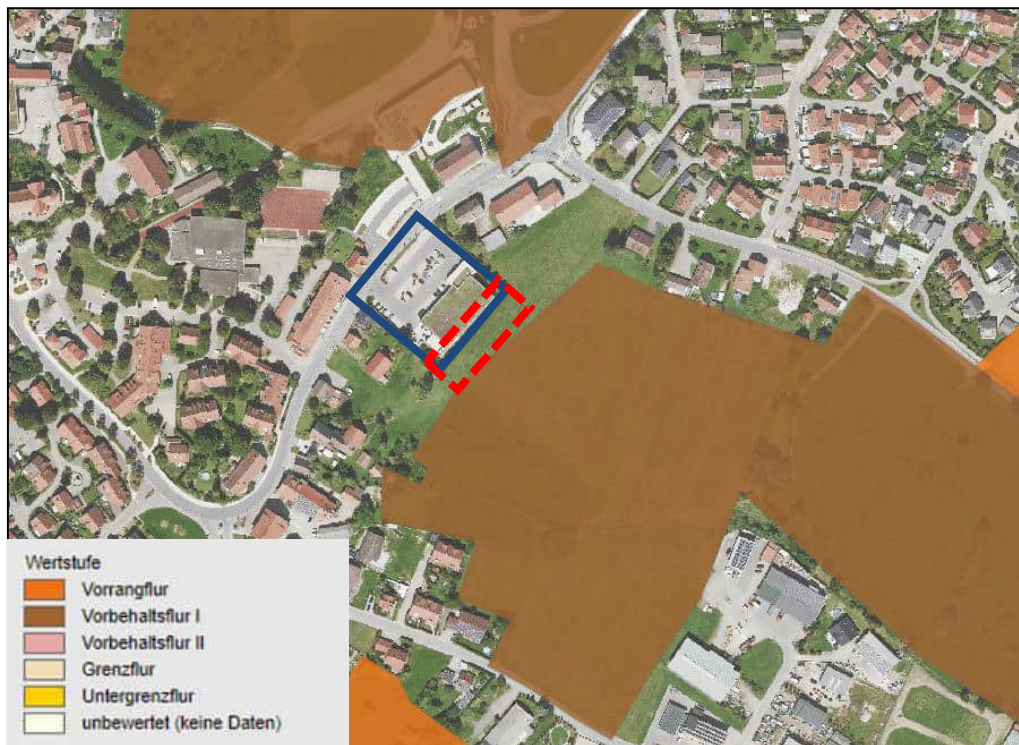 Wertstufe
Vorrangflur
Vorbehaltsflur I
Vorbehaltsflur II
Grenzflur
Untergrenzflur
unbewertet (keine Daten)